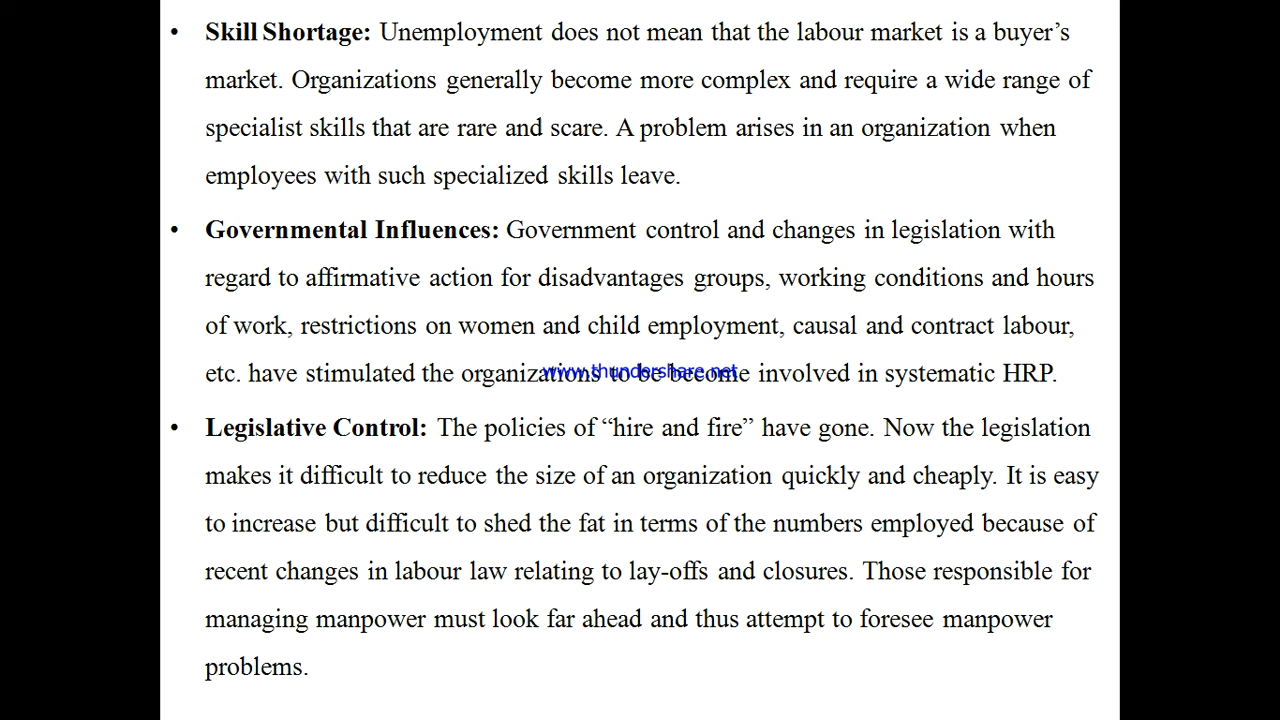 • Skill Shortage: Unemployment does not mean that the labour market is a buyer’s
market. Organizations generally become more complex and require a wide range of
specialist skills that are rare and scare. A problem arises in an organization when
employees with such specialized skills leave.
• Governmental Influences: Government control and changes in legislation with
regard to affirmative action for disadvantages groups, working conditions and hours
of work, restrictions on women and child employment, causal and contract labour,
etc. have stimulated the organizations to be become involved in systematic HRP.
www.thundershare.net
• Legislative Control: The policies of “hire and fire” have gone. Now the legislation
makes it difficult to reduce the size of an organization quickly and cheaply. It is easy
to increase but difficult to shed the fat in terms of the numbers employed because of
recent changes in labour law relating to lay-offs and closures. Those responsible for
managing manpower must look far ahead and thus attempt to foresee manpower
problems.